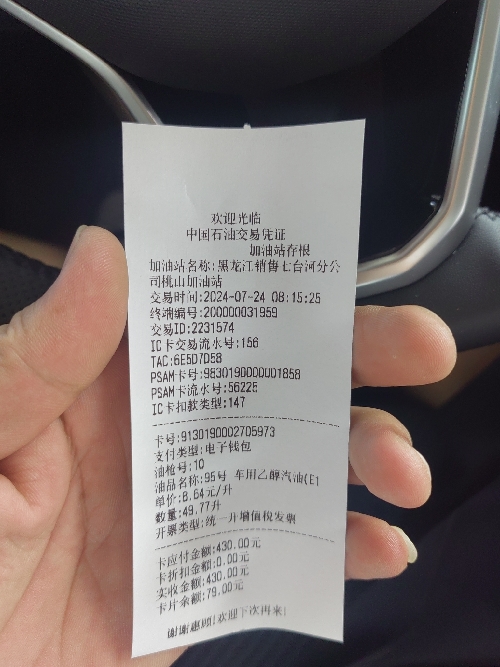 欢迎光临
中国石油交易凭证
加油站存根
加油站名称:黑龙江销售七台河分公
司桃山加油站
交易时间:2024-07-24 08:15:25
终端编号:200000031959
交易ID:2231574
IC卡交易流水号:156
TAC:6E5D7D58
PSAM卡号:9830190000001858
PSAM卡流水号:56225
IC卡扣款类型:147
卡号:9130190002705973
支付类型:电子钱包
油枪号:10
油品名称:95号 车用乙醇汽油(E1
单价:8.64元/升
数量:49.77升
开票类型:统一开增值税发票
卡应付金额:430.00元
卡折扣金额:0.00元
实收金额:430.00元
卡片余额:79.00元
谢谢惠顾!欢迎下次再来!